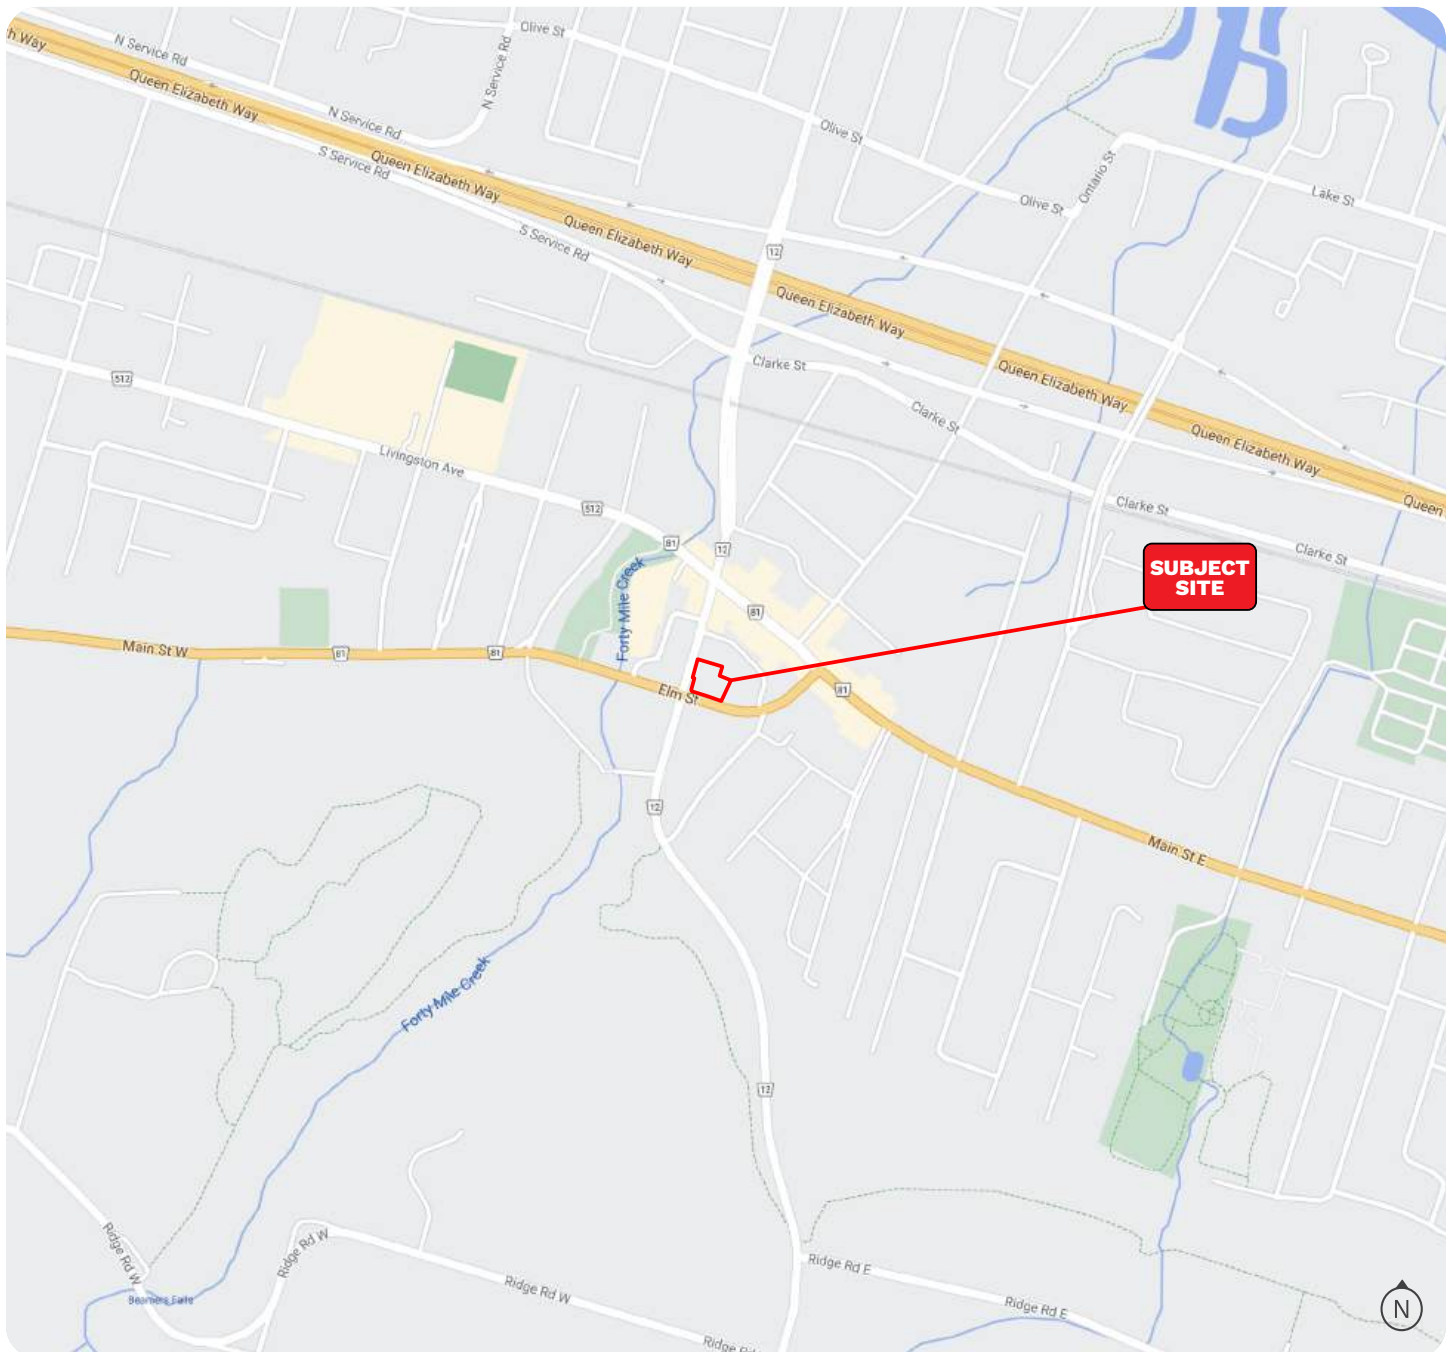 Olive St
h Way
N Service Rd
N Service Rd
Queen Elizabeth Way
N Service Rd
Olive St
S Service Rd
Queen Elizabeth Way
Ontario St
Lake St
Olive St
Queen Elizabeth Way
S Service Rd
12
Queen Elizabeth Way
Clarke St
Queen Elizabeth Way
512
Clarke St
Queen Elizabeth Way
Livingston Ave
Queen
512
Clarke St
81
12
Clarke St
SUBJECT
SITE
Forty Mile Creek
81
Main St W
81
81
Elm St
81
12
Main St E
Forty Mile Creek
12
Ridge Rd W
Ridge Rd W
Ridge Rd E
Ridge Rd W
Beamers Falls
Ridge Rd E
N